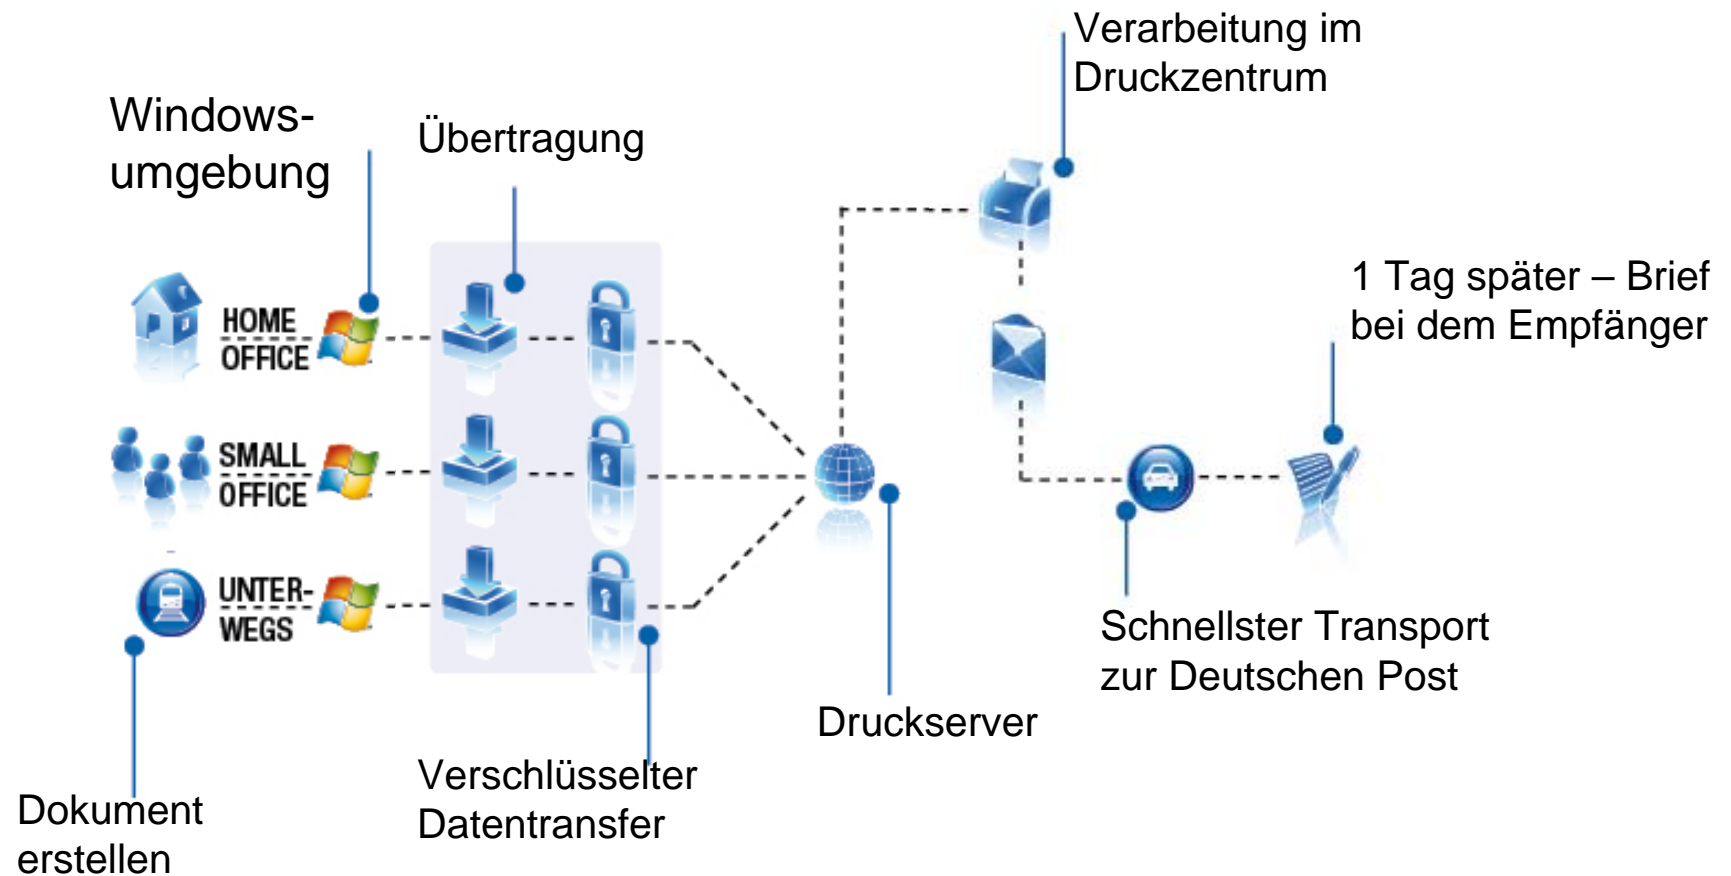 Verarbeitung im
Druckzentrum
Windows-
umgebung
Übertragung
1 Tag später – Brief
bei dem Empfänger
HOME
OFFICE
SMALL
OFFICE
UNTER-
WEGS
Schnellster Transport
zur Deutschen Post
Druckserver
Verschlüsselter
Datentransfer
Dokument
erstellen